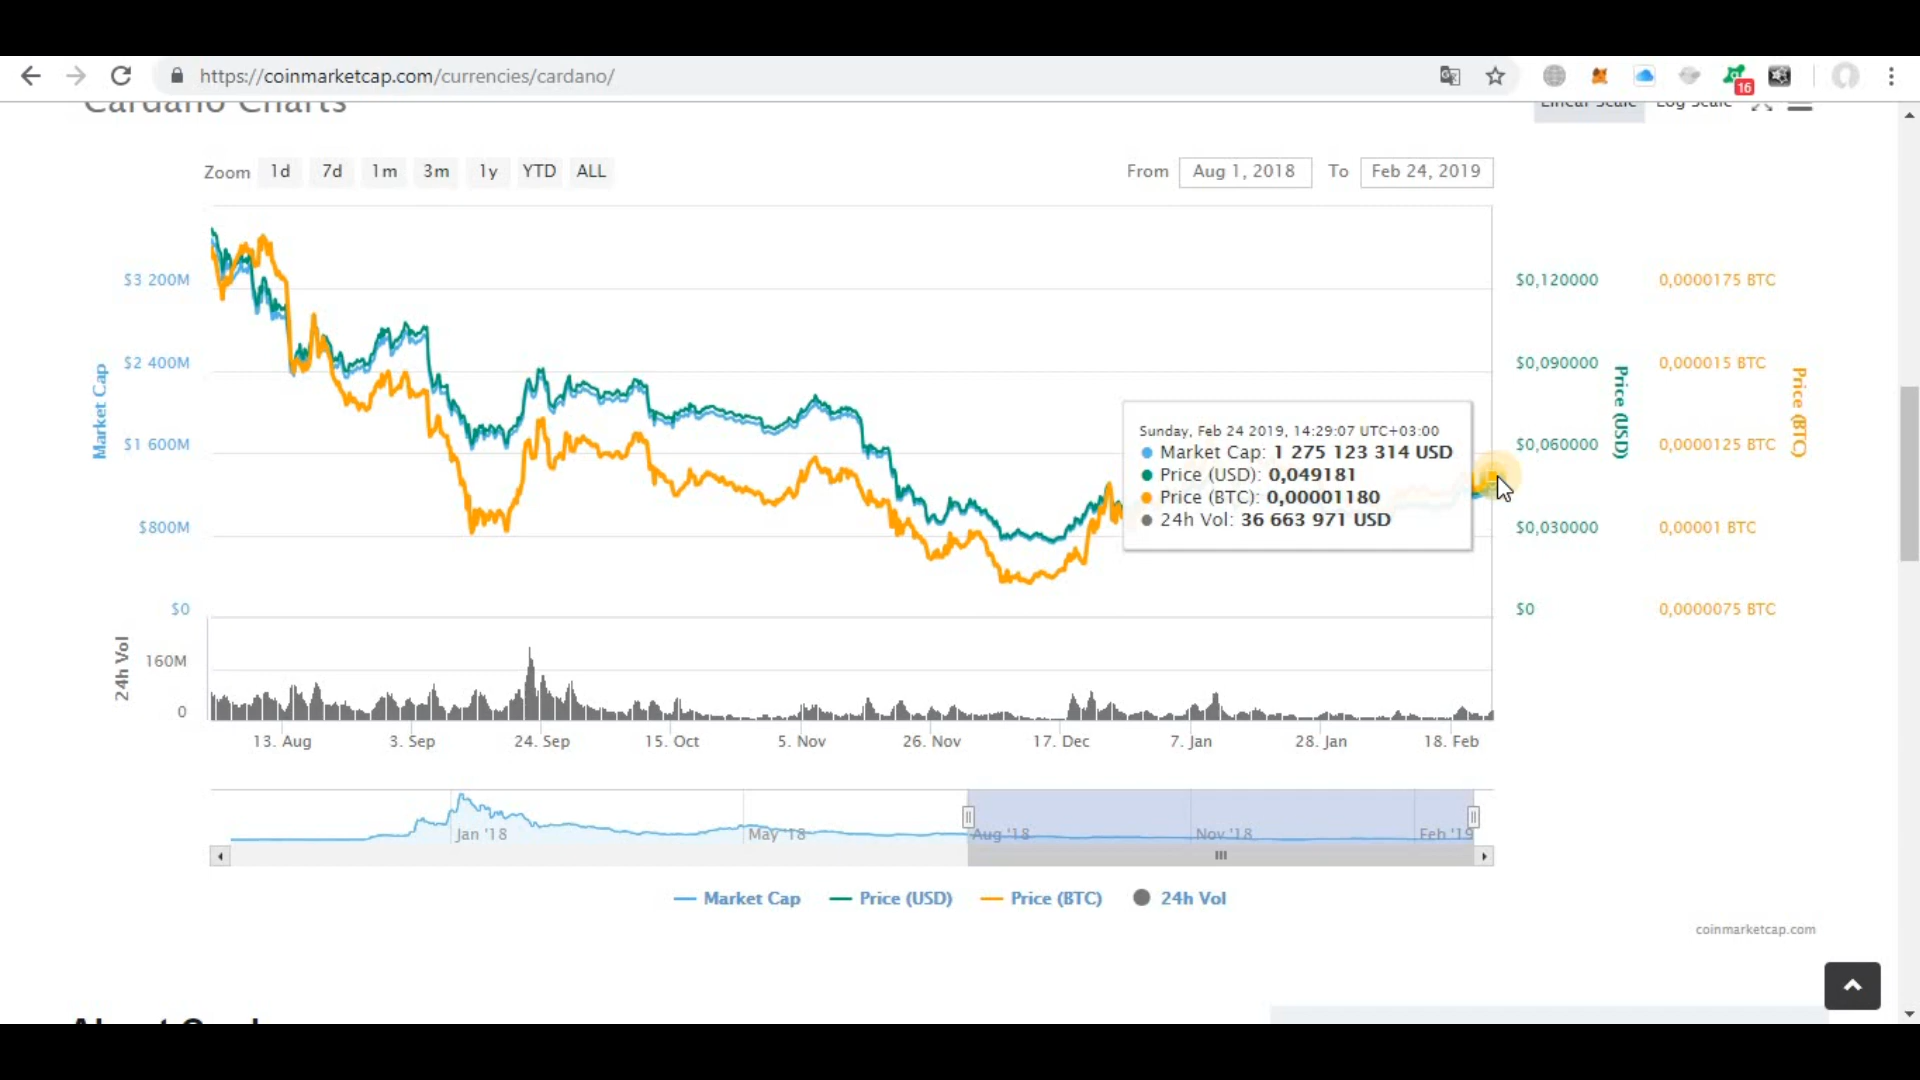 https://coinmarketcap.com/currencies/cardano/
16
Cardano Charts
Linear Scale Log Scale
Zoom 1d 7d 1m 3m 1y YTD ALL
From Aug 1, 2018 To Feb 24, 2019
$3 200M
$2 400M
$1 600M
$800M
$0
Market Cap
$0,120000
$0,090000
$0,060000
$0,030000
$0
Price (USD)
0,0000175 BTC
0,000015 BTC
0,0000125 BTC
0,00001 BTC
0,0000075 BTC
Price (BTC)
Sunday, Feb 24 2019, 14:29:07 UTC+03:00
Market Cap: 1 275 123 314 USD
Price (USD): 0,049181
Price (BTC): 0,00001180
24h Vol: 36 663 971 USD
160M
0
24h Vol
13. Aug 3. Sep 24. Sep 15. Oct 5. Nov 26. Nov 17. Dec 7. Jan 28. Jan 18. Feb
Jan '18 May '18 Aug '18 Nov '18 Feb '19
Market Cap Price (USD) Price (BTC) 24h Vol
coinmarketcap.com